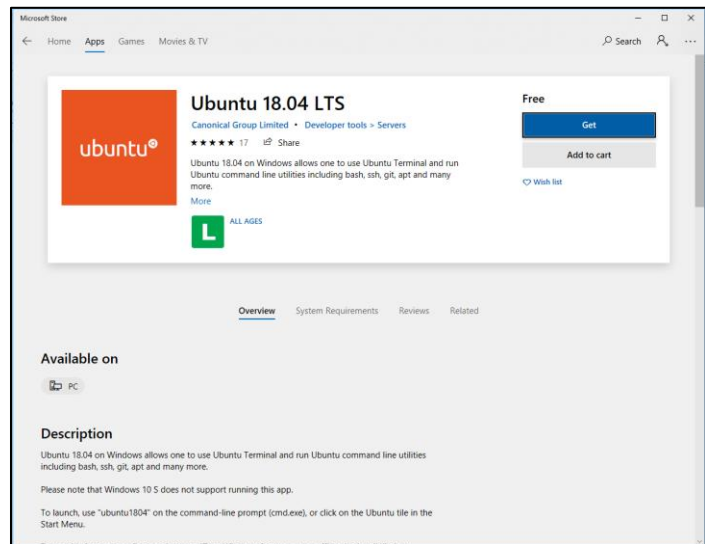 Microsoft Store
Home Apps Games Movies & TV Search
Ubuntu 18.04 LTS
Canonical Group Limited • Developer tools > Servers
17 Share
Ubuntu 18.04 on Windows allows one to use Ubuntu Terminal and run
Ubuntu command line utilities including bash, ssh, git, apt and many
more.
More
ubuntu®
L
ALL AGES
Free
Get
Add to cart
Wish list
Overview System Requirements Reviews Related
Available on
PC
Description
Ubuntu 18.04 on Windows allows one to use Ubuntu Terminal and run Ubuntu command line utilities
including bash, ssh, git, apt and many more.
Please note that Windows 10 S does not support running this app.
To launch, use "ubuntu1804" on the command-line prompt (cmd.exe), or click on the Ubuntu tile in the
Start Menu.